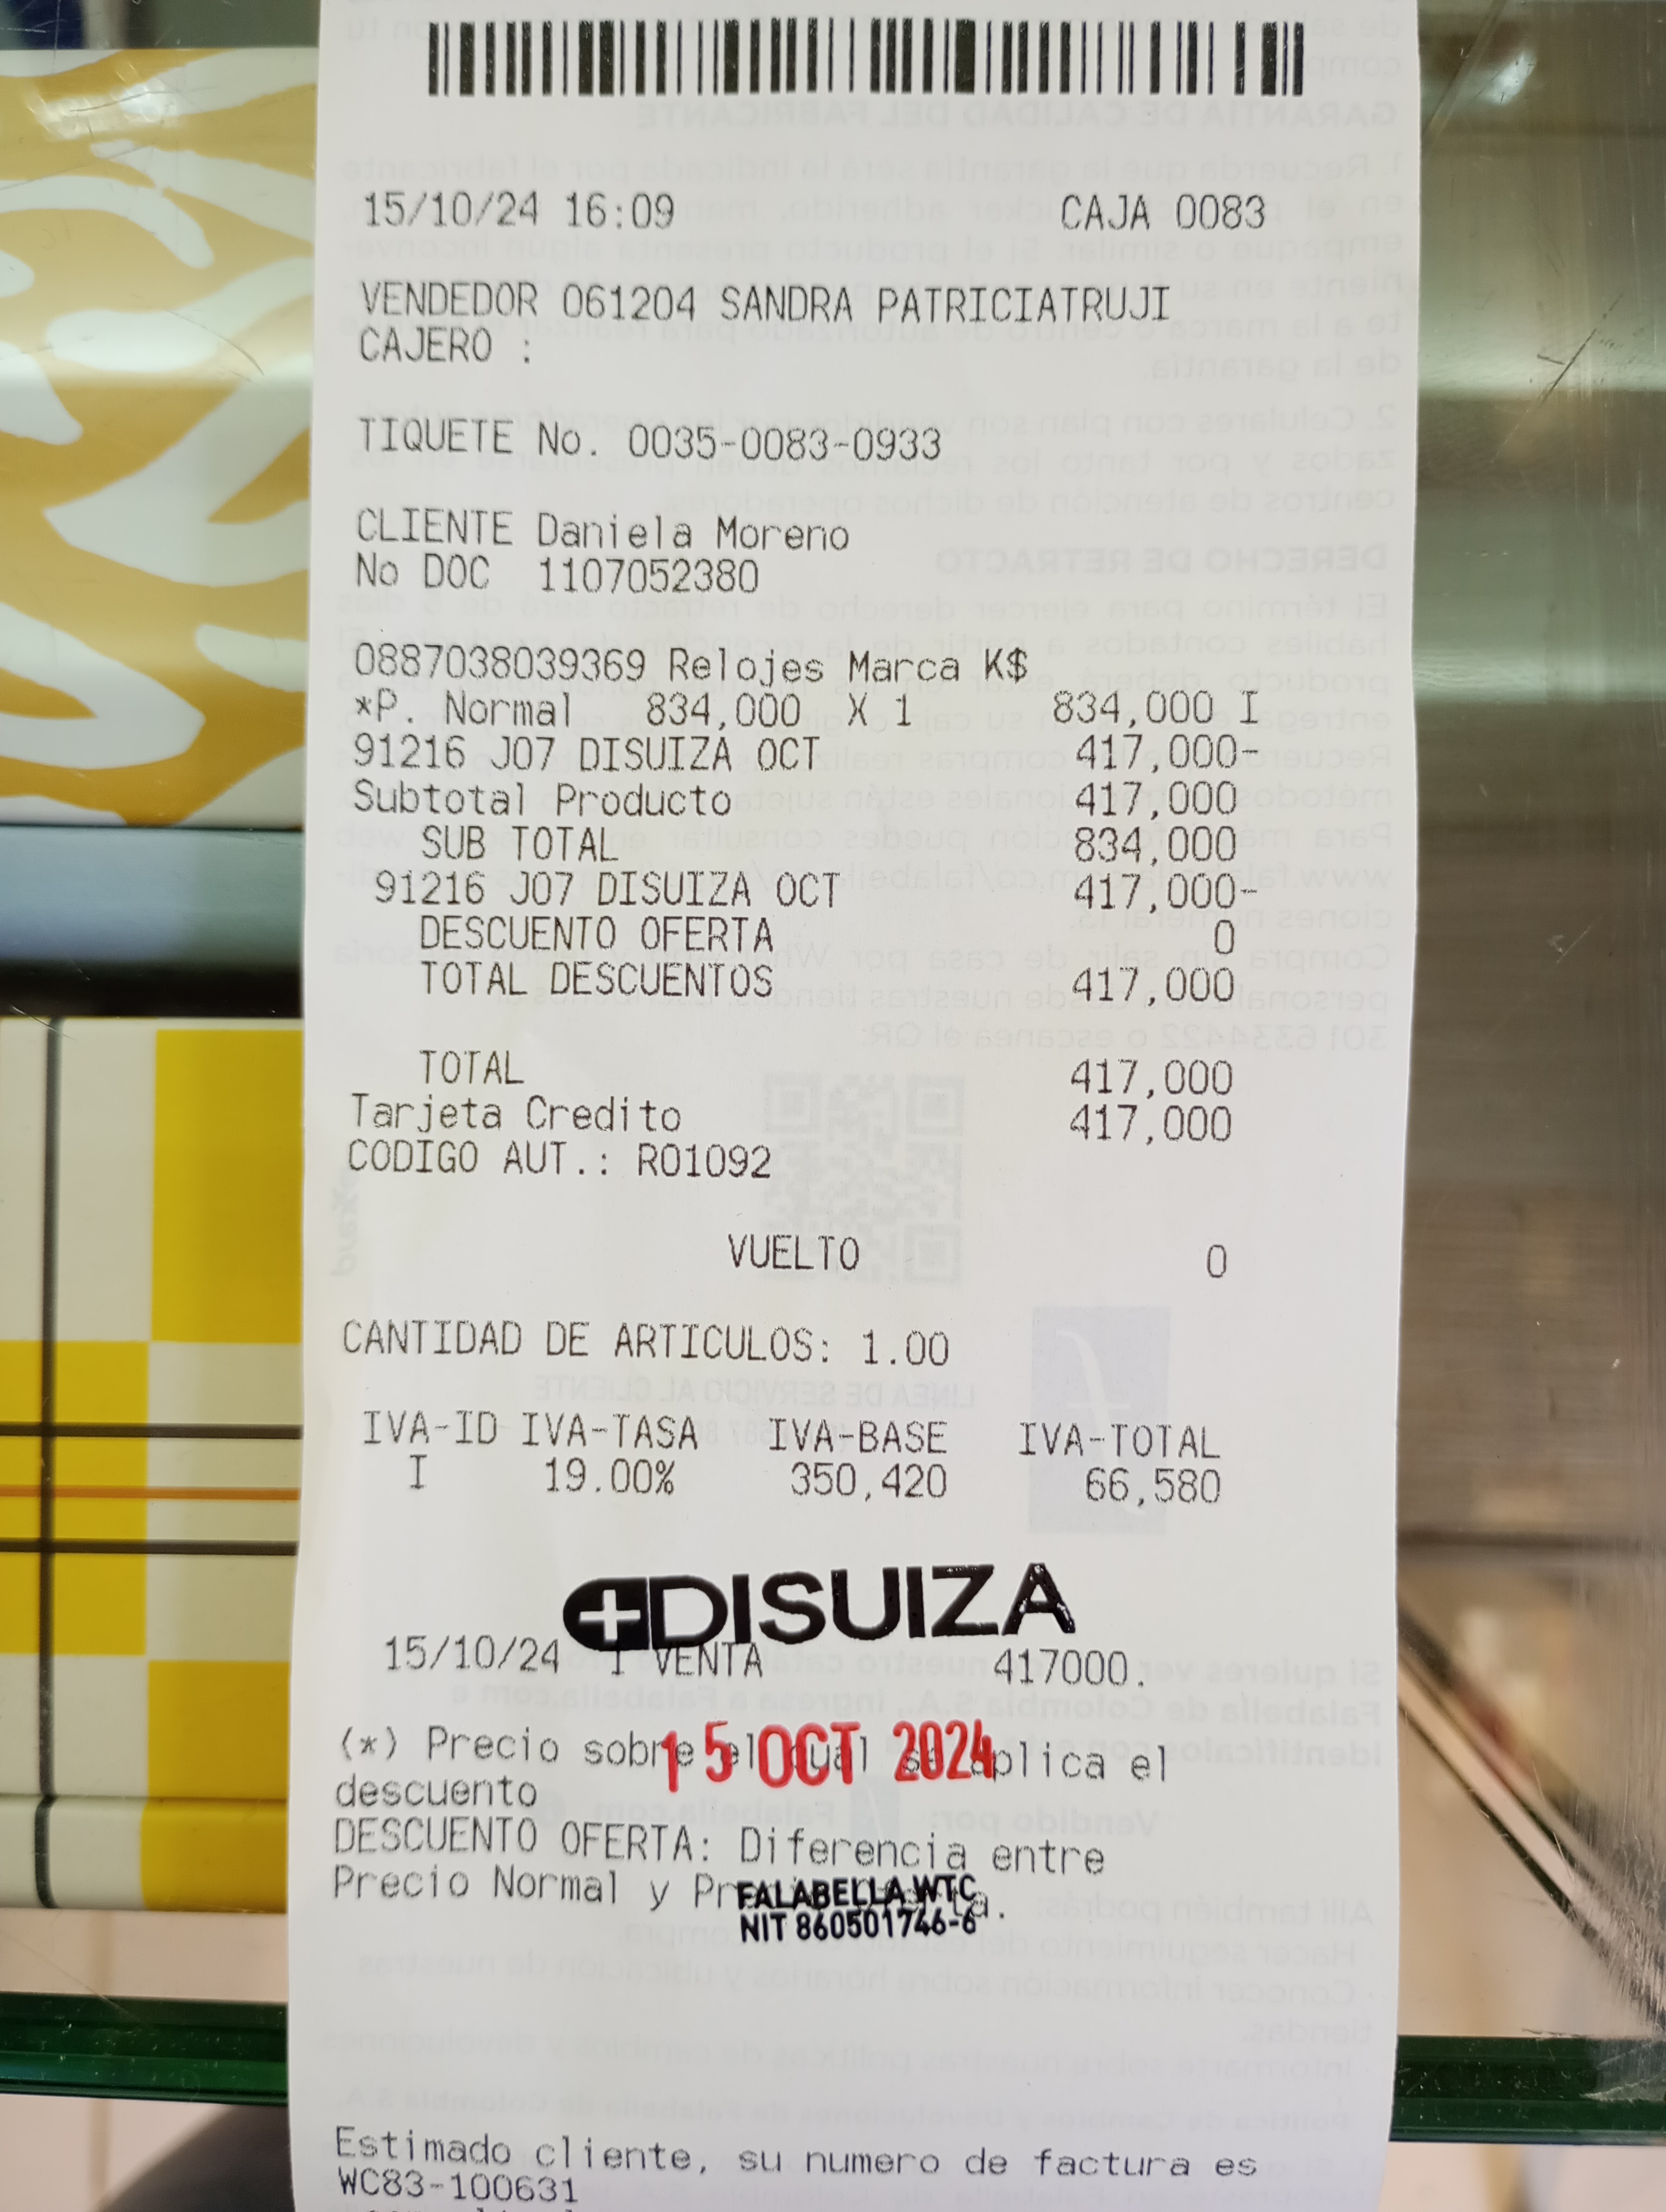 15/10/24 16:09 CAJA 0083
VENDEDOR 061204 SANDRA PATRICIATRUJI
CAJERO :
TIQUETE No. 0035-0083-0933
CLIENTE Daniela Moreno
No DOC 1107052380
0887038039369 Relojes Marca K$
*P. Normal 834,000 X 1 834,000 I
91216 J07 DISUIZA OCT 417,000-
Subtotal Producto 417,000
SUB TOTAL 834,000
91216 J07 DISUIZA OCT 417,000-
DESCUENTO OFERTA 0
TOTAL DESCUENTOS 417,000
TOTAL 417,000
Tarjeta Credito 417,000
CODIGO AUT.: R01092
VUELTO 0
CANTIDAD DE ARTICULOS: 1.00
IVA-ID IVA-TASA IVA-BASE IVA-TOTAL
I 19.00% 350,420 66,580
DISUIZA
15/10/24 1 VENTA 417000.
(*) Precio sobre el cual se aplica el
15 OCT 2024
descuento
DESCUENTO OFERTA: Diferencia entre
Precio Normal y
FALABELLA WTC
NIT 860501746-6
Estimado cliente, su numero de factura es
WC83-100631